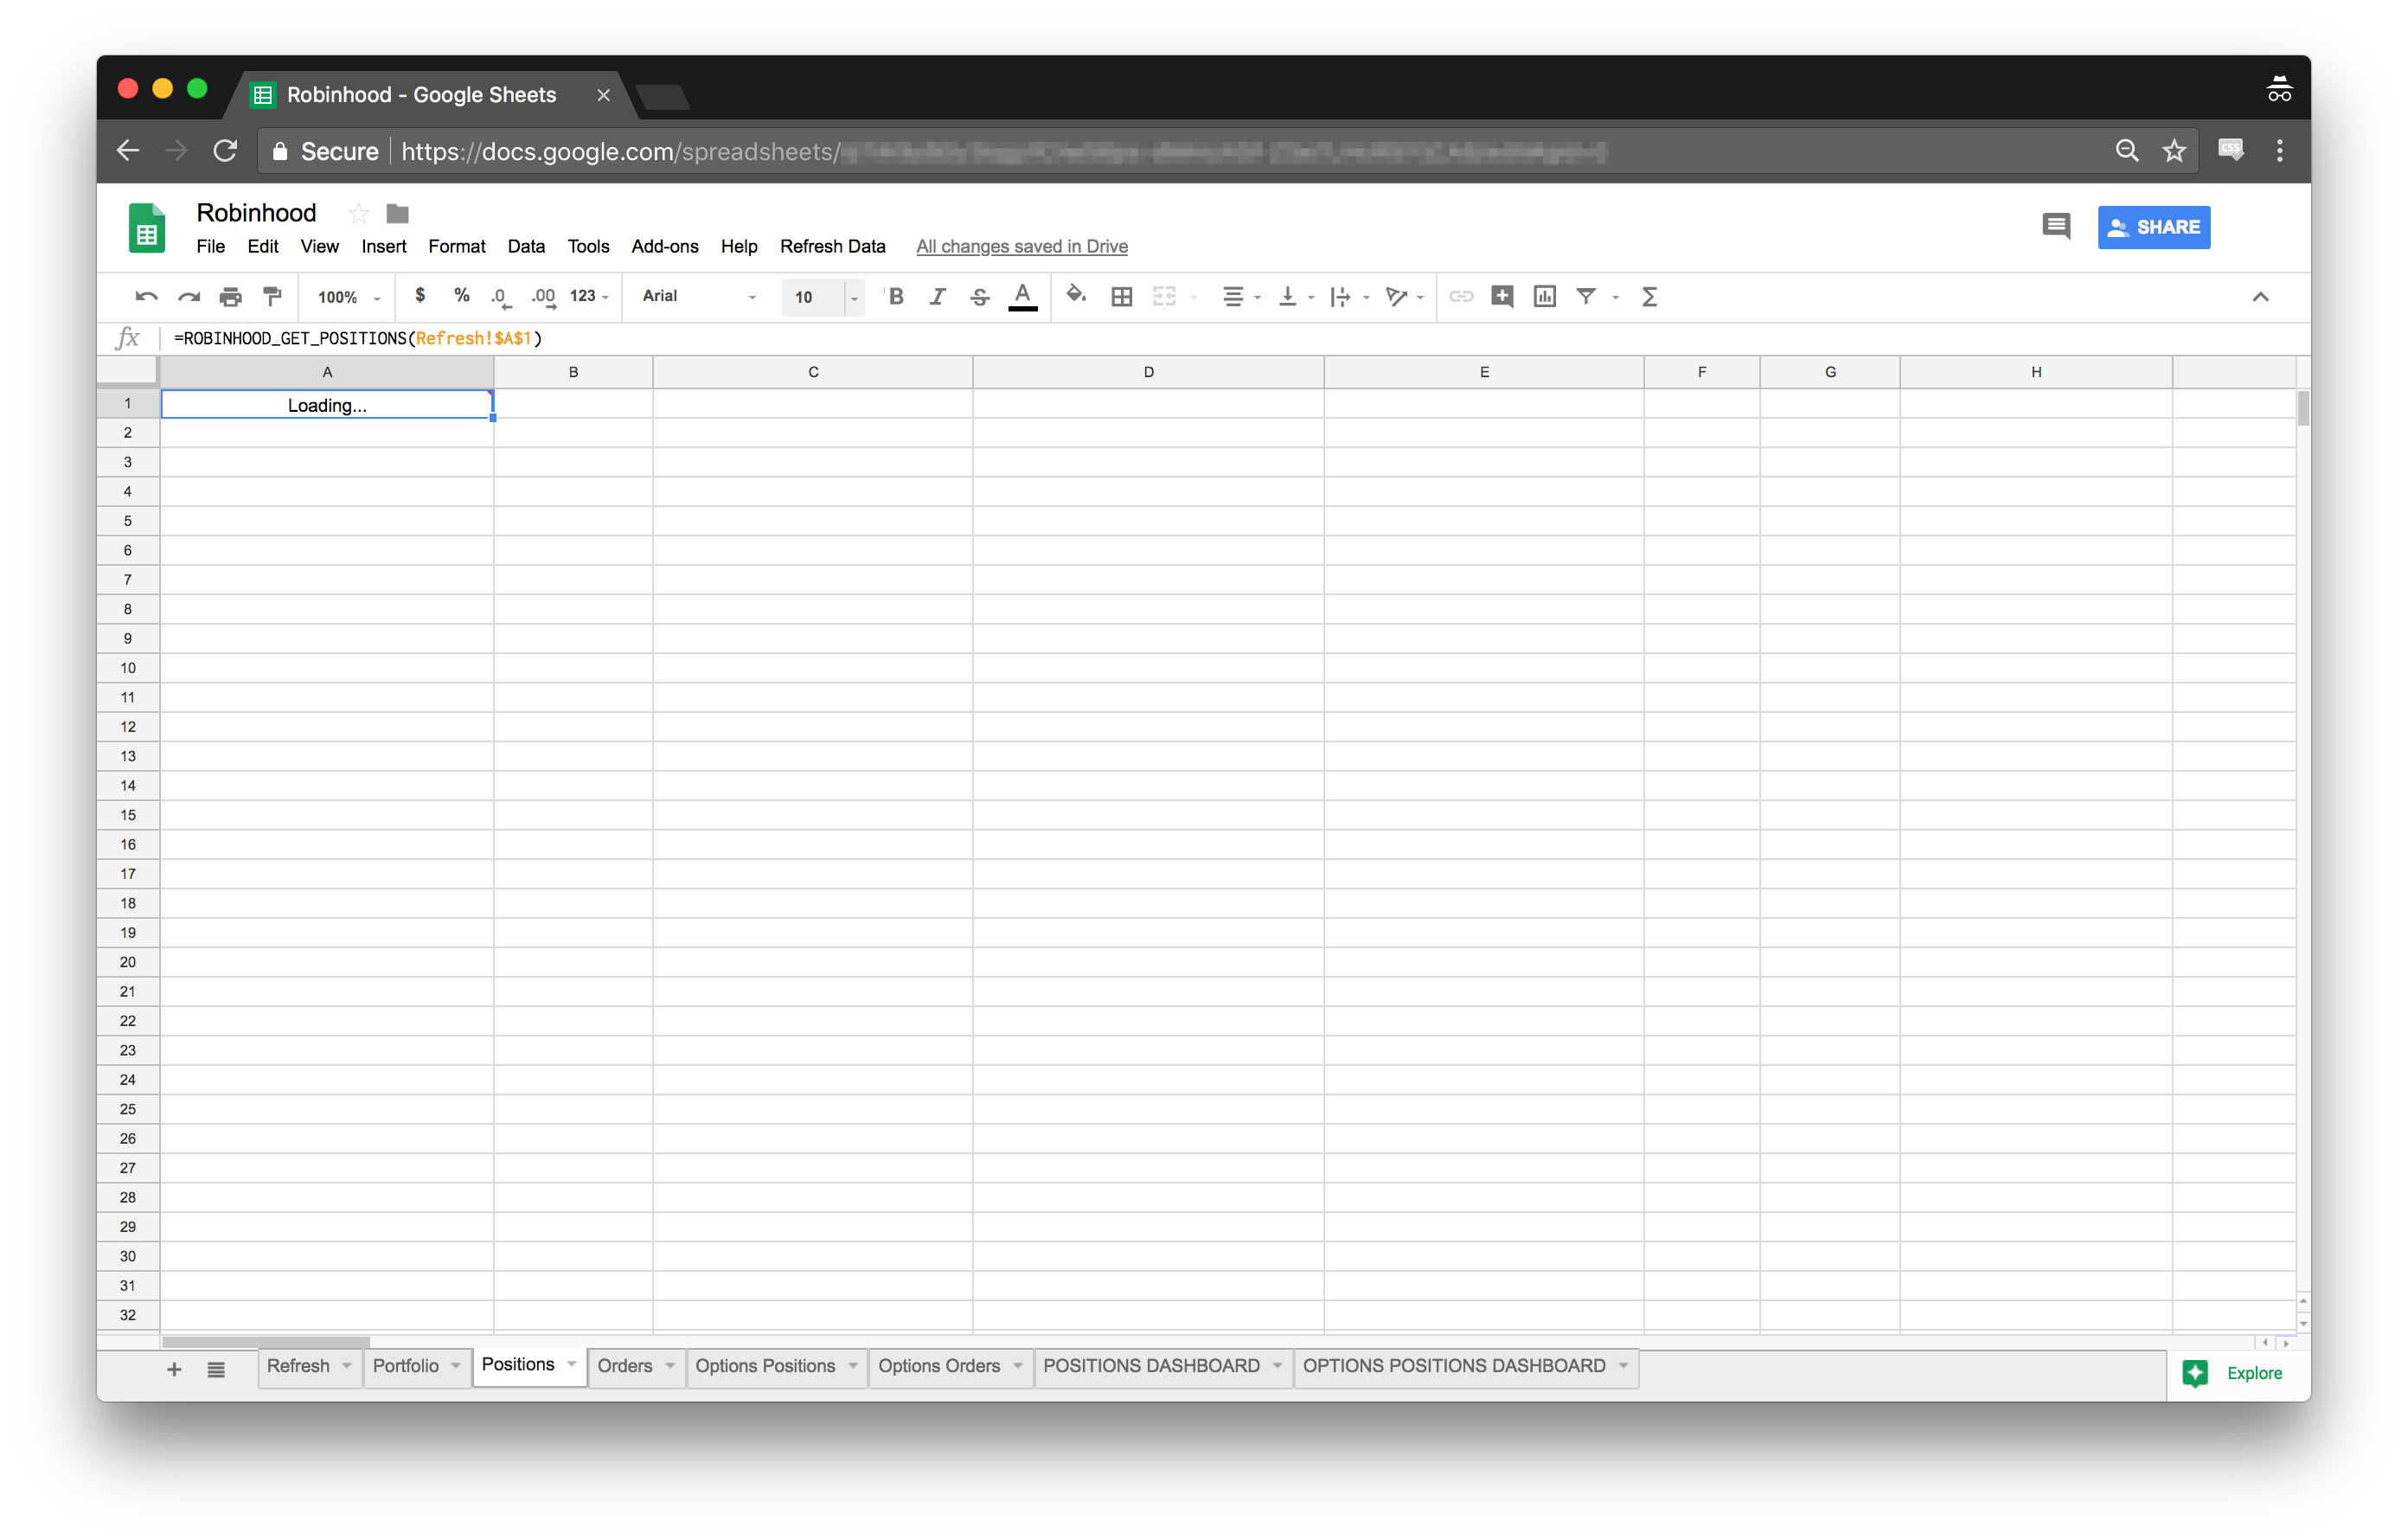 Robinhood - Google Sheets
Secure https://docs.google.com/spreadsheets/
CSS
Robinhood
SHARE
File Edit View Insert Format Data Tools Add-ons Help Refresh Data All changes saved in Drive
100% $ % .0 .00 123 Arial 10 B I S A Σ
fx =ROBINHOOD_GET_POSITIONS(Refresh!$A$1)
A B C D E F G H
1 Loading...
2
3
4
5
6
7
8
9
10
11
12
13
14
15
16
17
18
19
20
21
22
23
24
25
26
27
28
29
30
31
32
Refresh Portfolio Positions Orders Options Positions Options Orders POSITIONS DASHBOARD OPTIONS POSITIONS DASHBOARD Explore